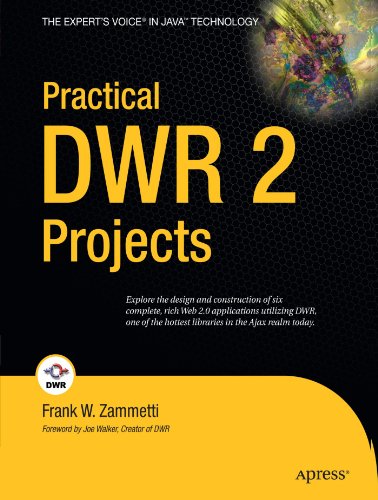 THE EXPERT'S VOICE® IN JAVA™ TECHNOLOGY
Practical
DWR 2
Projects
Explore the design and construction of six
complete, rich Web 2.0 applications utilizing DWR,
one of the hottest libraries in the Ajax realm today.
DWR
Frank W. Zammetti
Foreword by Joe Walker, Creator of DWR
Apress®